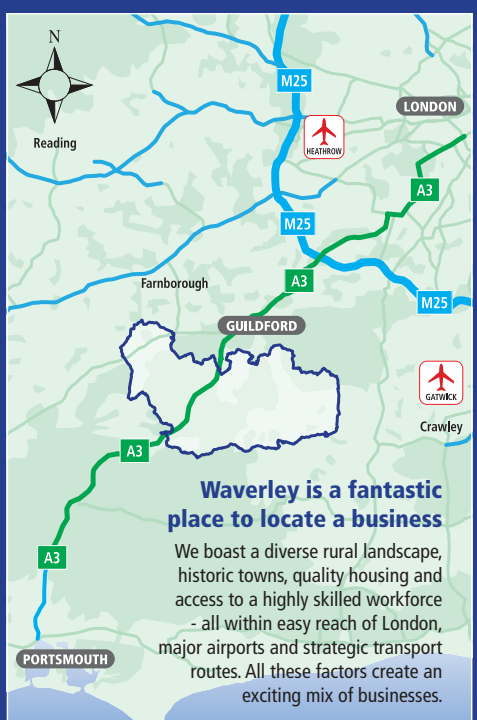 N
M25
LONDON
HEATHROW
Reading
A3
M25
A3
Farnborough
M25
GUILDFORD
GATWICK
Crawley
A3
Waverley is a fantastic
place to locate a business
We boast a diverse rural landscape,
historic towns, quality housing and
access to a highly skilled workforce
- all within easy reach of London,
major airports and strategic transport
routes. All these factors create an
exciting mix of businesses.
A3
PORTSMOUTH